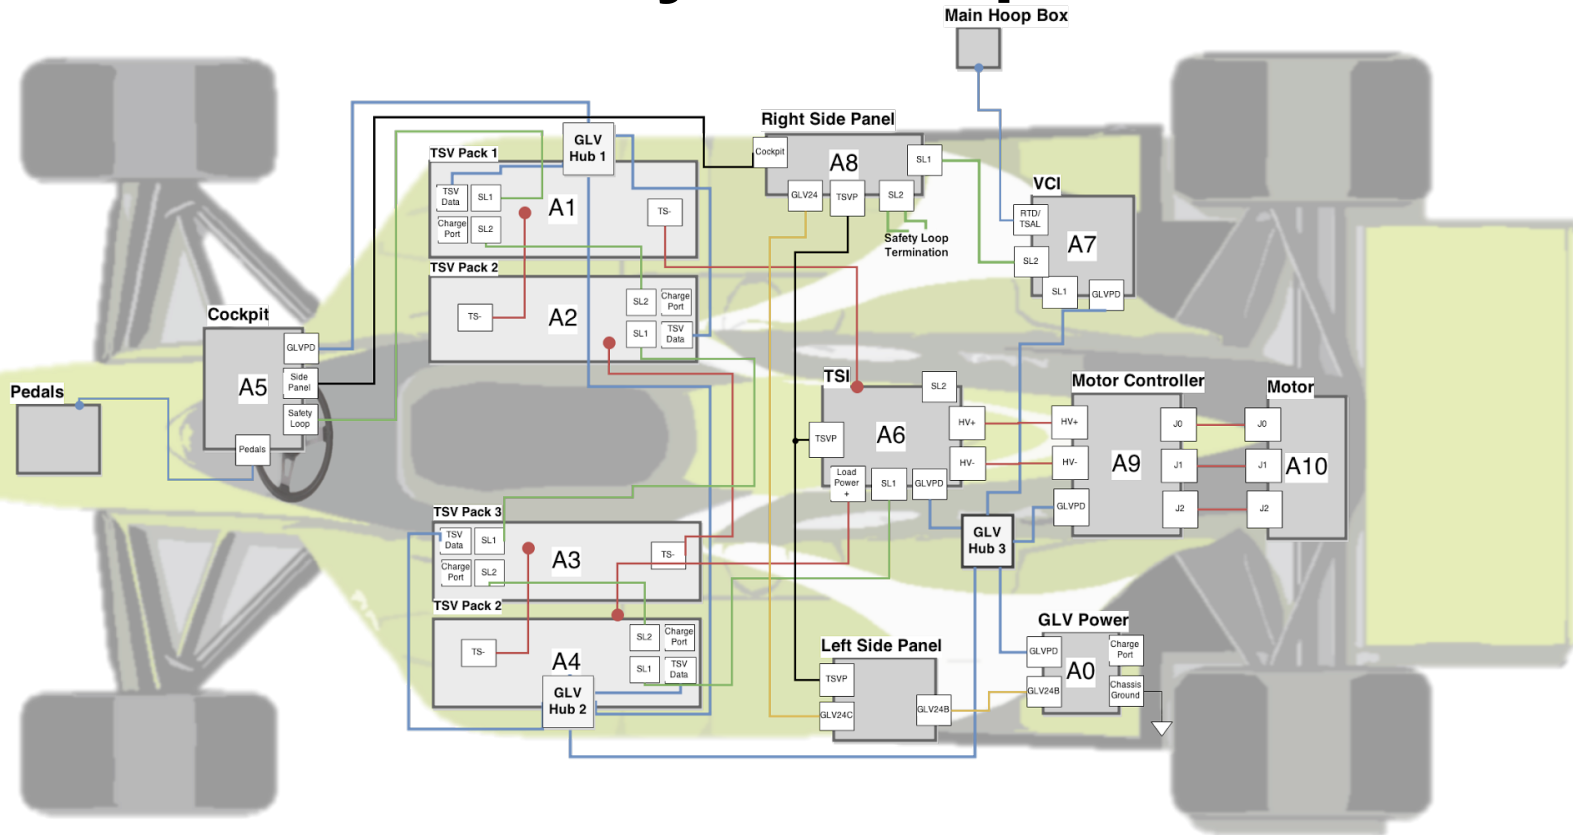 Main Hoop Box
Right Side Panel
Cockpit
A8
SL1
GLV24
TSVP
SL2
Safety Loop
Termination
VCI
RTD/
TSAL
A7
SL2
SL1
GLVPD
GLV
Hub 1
TSV Pack 1
TSV
Data
SL1
A1
TS-
Charge
Port
SL2
TSV Pack 2
TS-
A2
SL2
Charge
Port
SL1
TSV
Data
Cockpit
GLVPD
A5
Side
Panel
Safety
Loop
Pedals
Pedals
TSI
SL2
A6
TSVP
HV+
HV-
Load
Power
+
SL1
GLVPD
Motor Controller
HV+
HV-
GLVPD
A9
J0
J1
J2
Motor
J0
J1
J2
A10
GLV
Hub 3
TSV Pack 3
TSV
Data
SL1
A3
TS-
Charge
Port
SL2
TSV Pack 2
TS-
A4
SL2
Charge
Port
SL1
TSV
Data
GLV
Hub 2
Left Side Panel
TSVP
GLV24C
GLV24B
GLV Power
GLVPD
A0
Charge
Port
GLV24B
Chassis
Ground